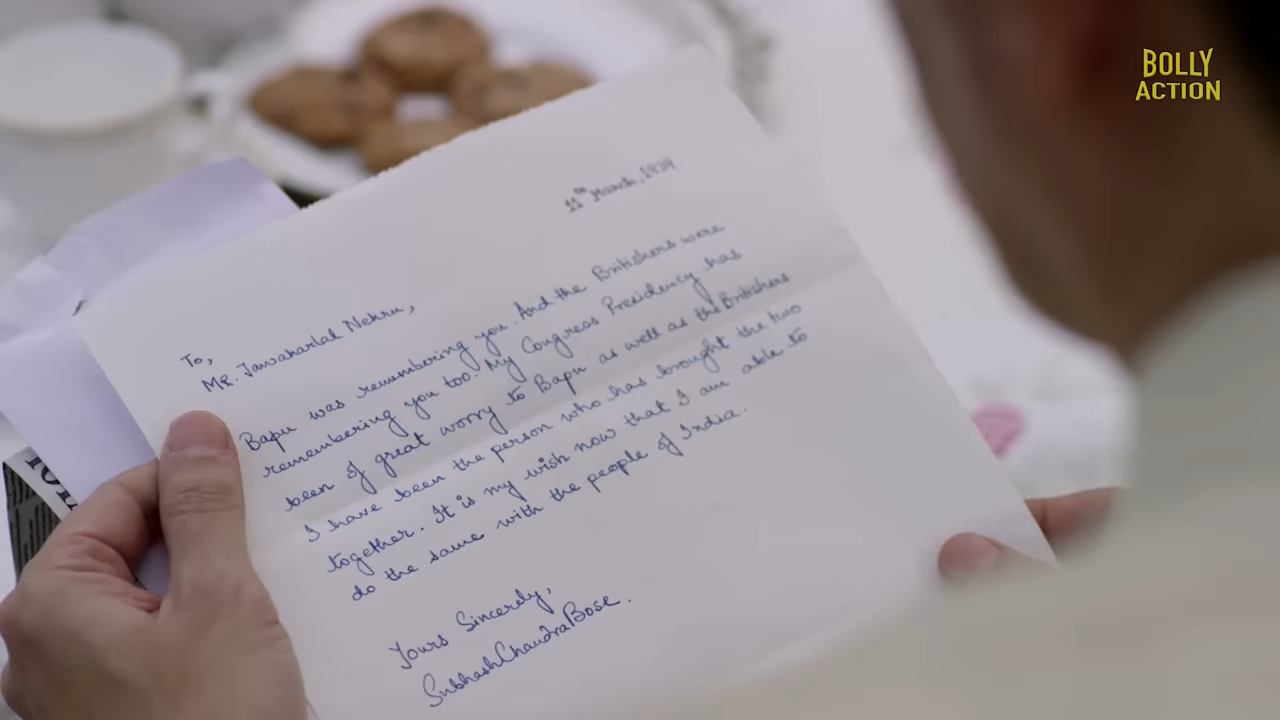 BOLLY
ACTION
11th March, 1939
To,
MR. Jawaharlal Nehru,
Bapu was remembering you. And the Britishers were
remembering you too! My Congress Presidency has
been of great worry to Bapu as well as the Britishers
I have been the person who has brought the two
together. It is my wish now that I am able to
do the same with the people of India.
Yours Sincerely,
Subhash Chandra Bose.